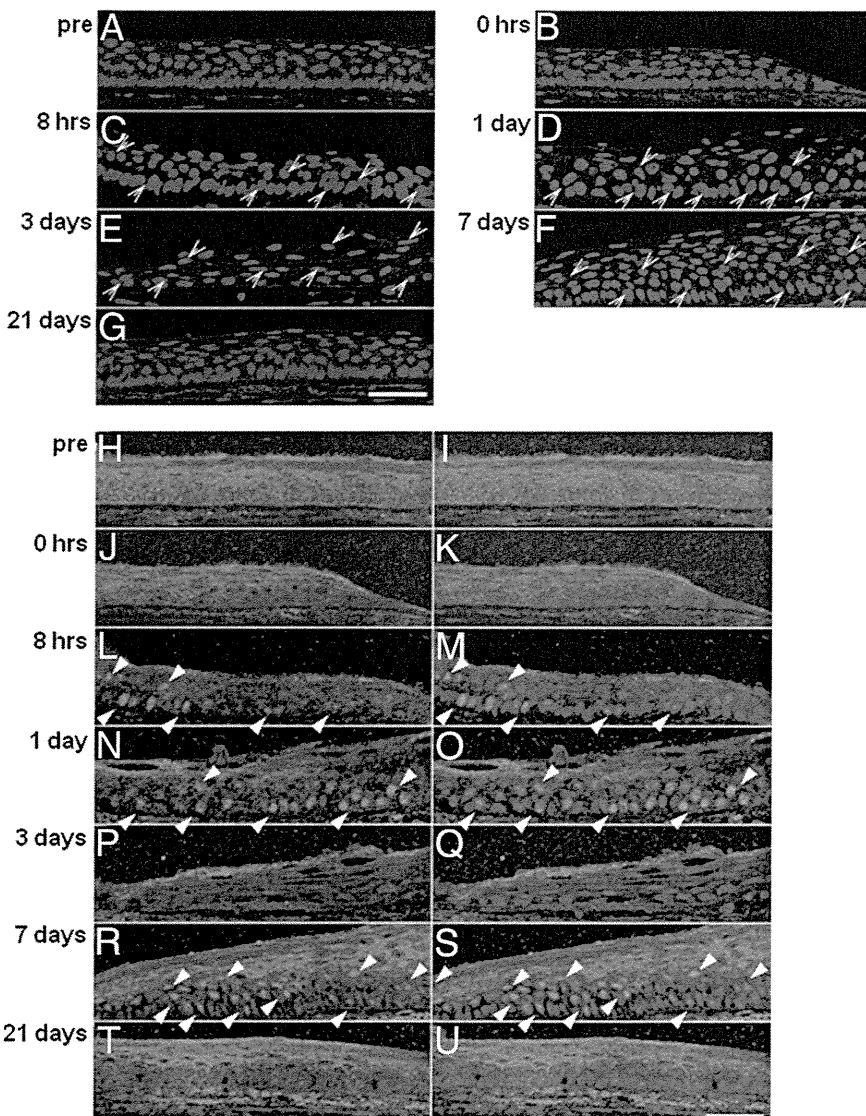 pre A
0 hrs B
8 hrs C
1 day D
3 days E
7 days F
21 days G
pre H I
0 hrs J K
8 hrs L M
1 day N O
3 days P Q
7 days R S
21 days T U